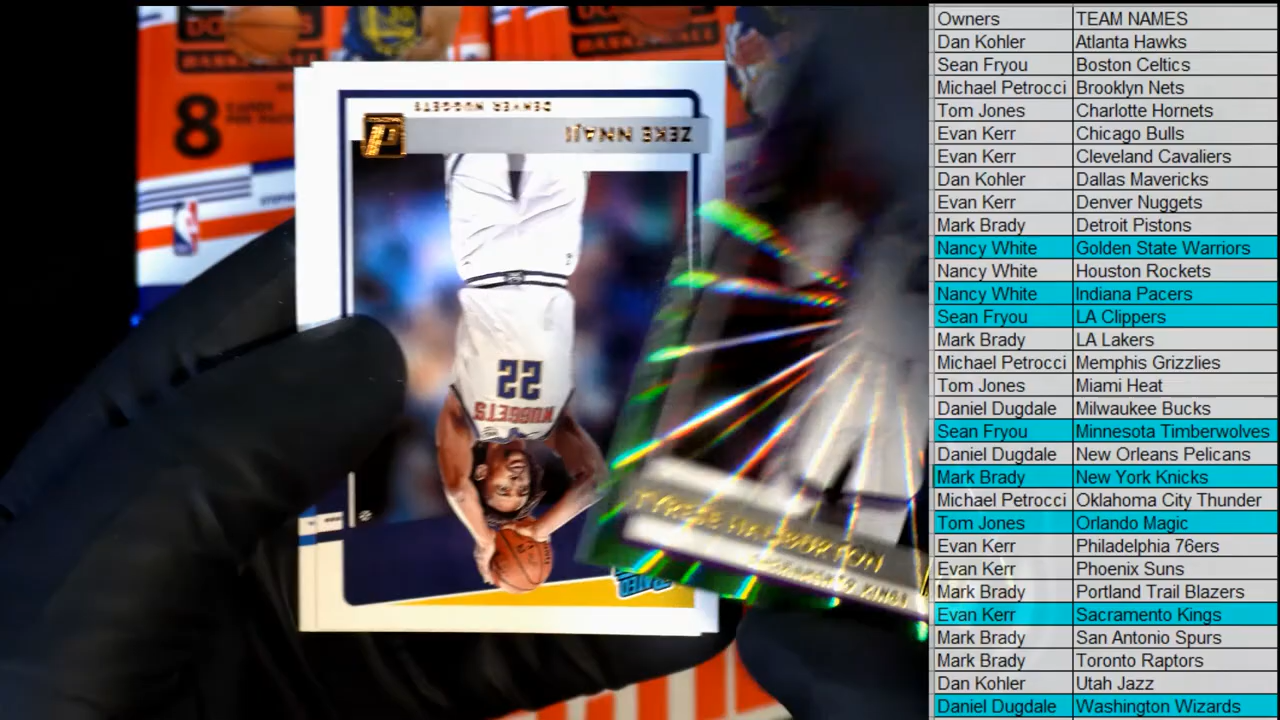 8
DENVER NUGGETS
ZEKE NNAJI
22
NUGGETS
RATED
TYRESE HALIBURTON
Owners TEAM NAMES
Dan Kohler Atlanta Hawks
Sean Fryou Boston Celtics
Michael Petrocci Brooklyn Nets
Tom Jones Charlotte Hornets
Evan Kerr Chicago Bulls
Evan Kerr Cleveland Cavaliers
Dan Kohler Dallas Mavericks
Evan Kerr Denver Nuggets
Mark Brady Detroit Pistons
Nancy White Golden State Warriors
Nancy White Houston Rockets
Nancy White Indiana Pacers
Sean Fryou LA Clippers
Mark Brady LA Lakers
Michael Petrocci Memphis Grizzlies
Tom Jones Miami Heat
Daniel Dugdale Milwaukee Bucks
Sean Fryou Minnesota Timberwolves
Daniel Dugdale New Orleans Pelicans
Mark Brady New York Knicks
Michael Petrocci Oklahoma City Thunder
Tom Jones Orlando Magic
Evan Kerr Philadelphia 76ers
Evan Kerr Phoenix Suns
Mark Brady Portland Trail Blazers
Evan Kerr Sacramento Kings
Mark Brady San Antonio Spurs
Mark Brady Toronto Raptors
Dan Kohler Utah Jazz
Daniel Dugdale Washington Wizards